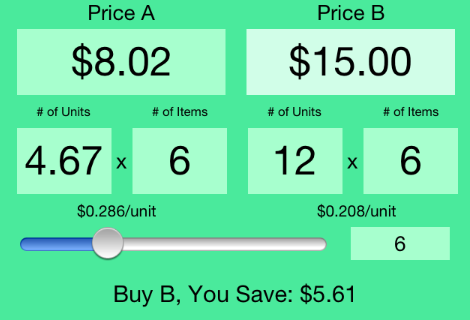 Price A Price B
$8.02 $15.00
# of Units # of Items # of Units # of Items
4.67 x 6 12 x 6
$0.286/unit $0.208/unit
6
Buy B, You Save: $5.61